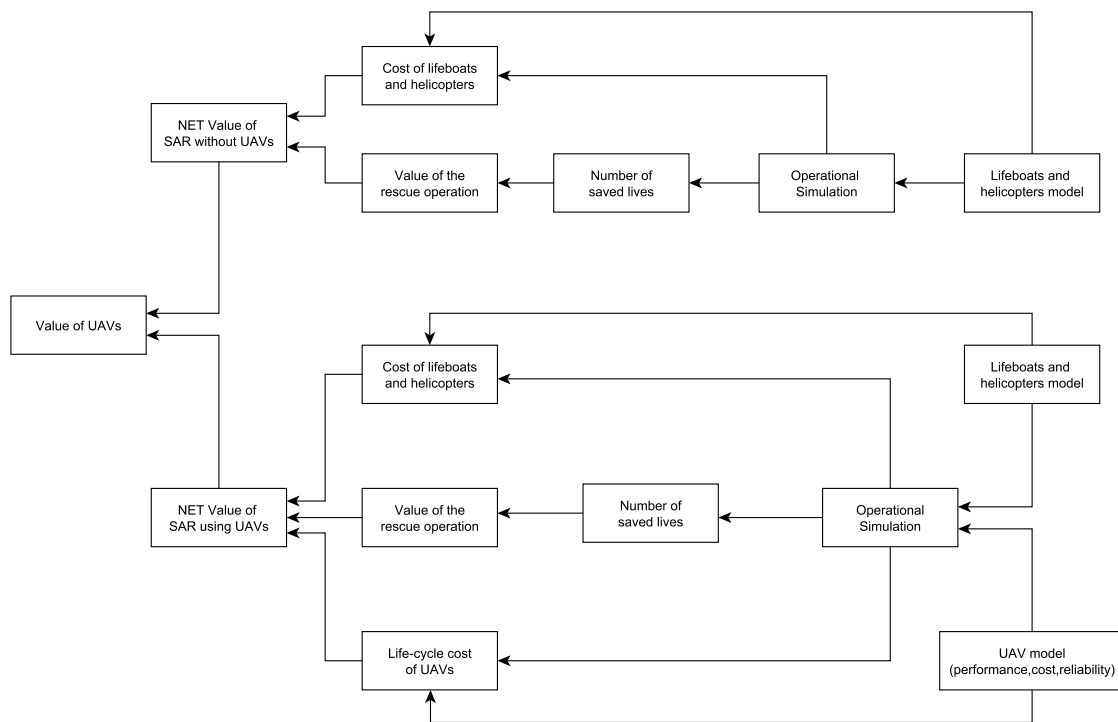 Cost of lifeboats
and helicopters
NET Value of
SAR without UAVs
Value of the
rescue operation
Number of
saved lives
Operational
Simulation
Lifeboats and
helicopters model
Value of UAVs
Cost of lifeboats
and helicopters
Lifeboats and
helicopters model
NET Value of
SAR using UAVs
Value of the
rescue operation
Number of
saved lives
Operational
Simulation
Life-cycle cost
of UAVs
UAV model
(performance,cost,reliability)